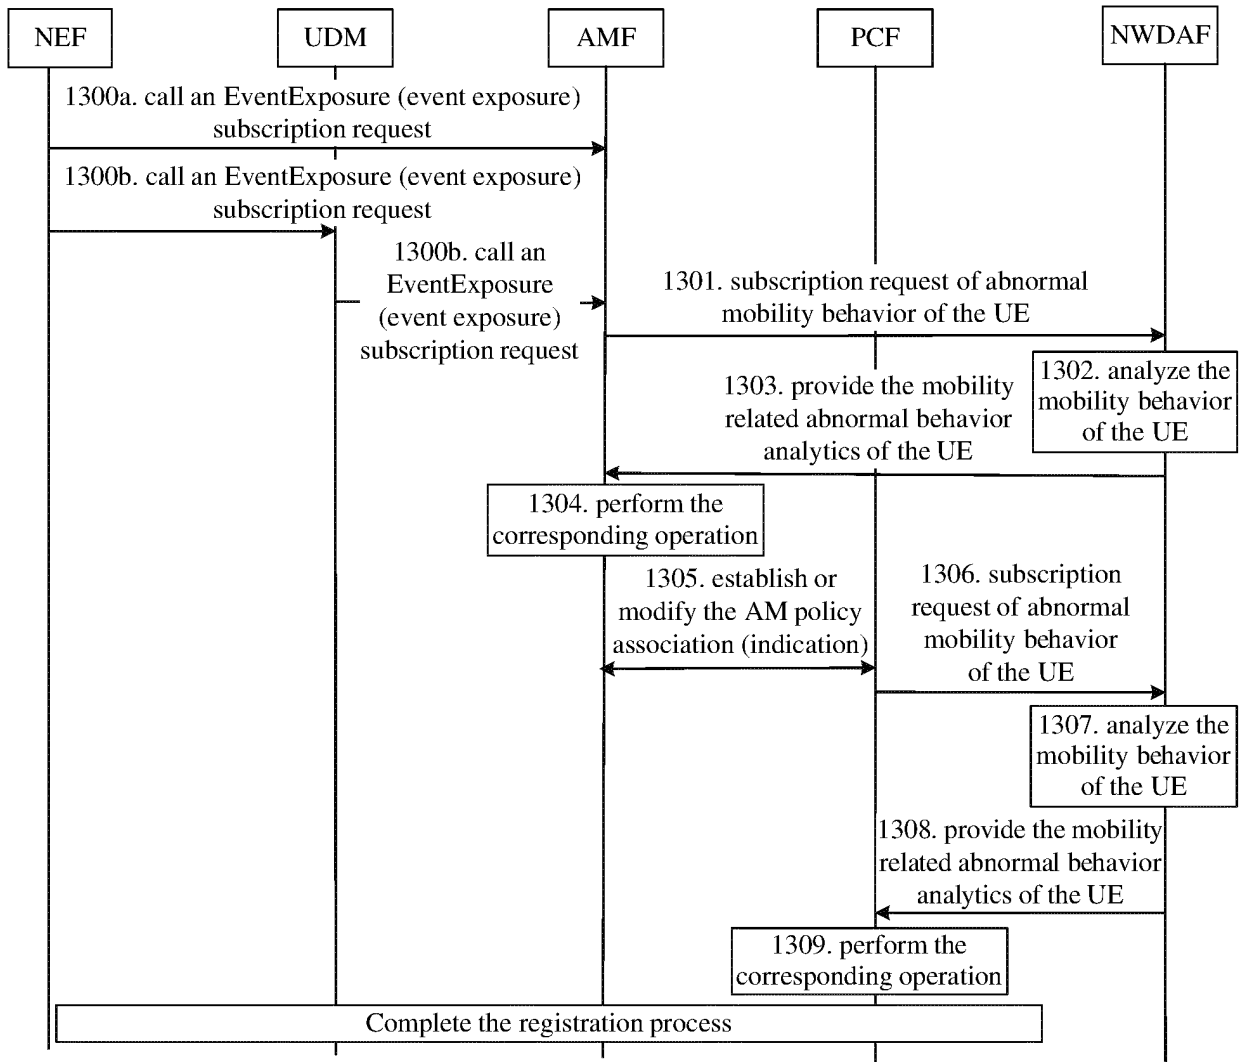 NEF
UDM
AMF
PCF
NWDAF
1300a. call an EventExposure (event exposure)
subscription request
1300b. call an EventExposure (event exposure)
subscription request
1300b. call an
EventExposure
(event exposure)
subscription request
1301. subscription request of abnormal
mobility behavior of the UE
1302. analyze the
mobility behavior
of the UE
1303. provide the mobility
related abnormal behavior
analytics of the UE
1304. perform the
corresponding operation
1305. establish or
modify the AM policy
association (indication)
1306. subscription
request of abnormal
mobility behavior
of the UE
1307. analyze the
mobility behavior
of the UE
1308. provide the mobility
related abnormal behavior
analytics of the UE
1309. perform the
corresponding operation
Complete the registration process